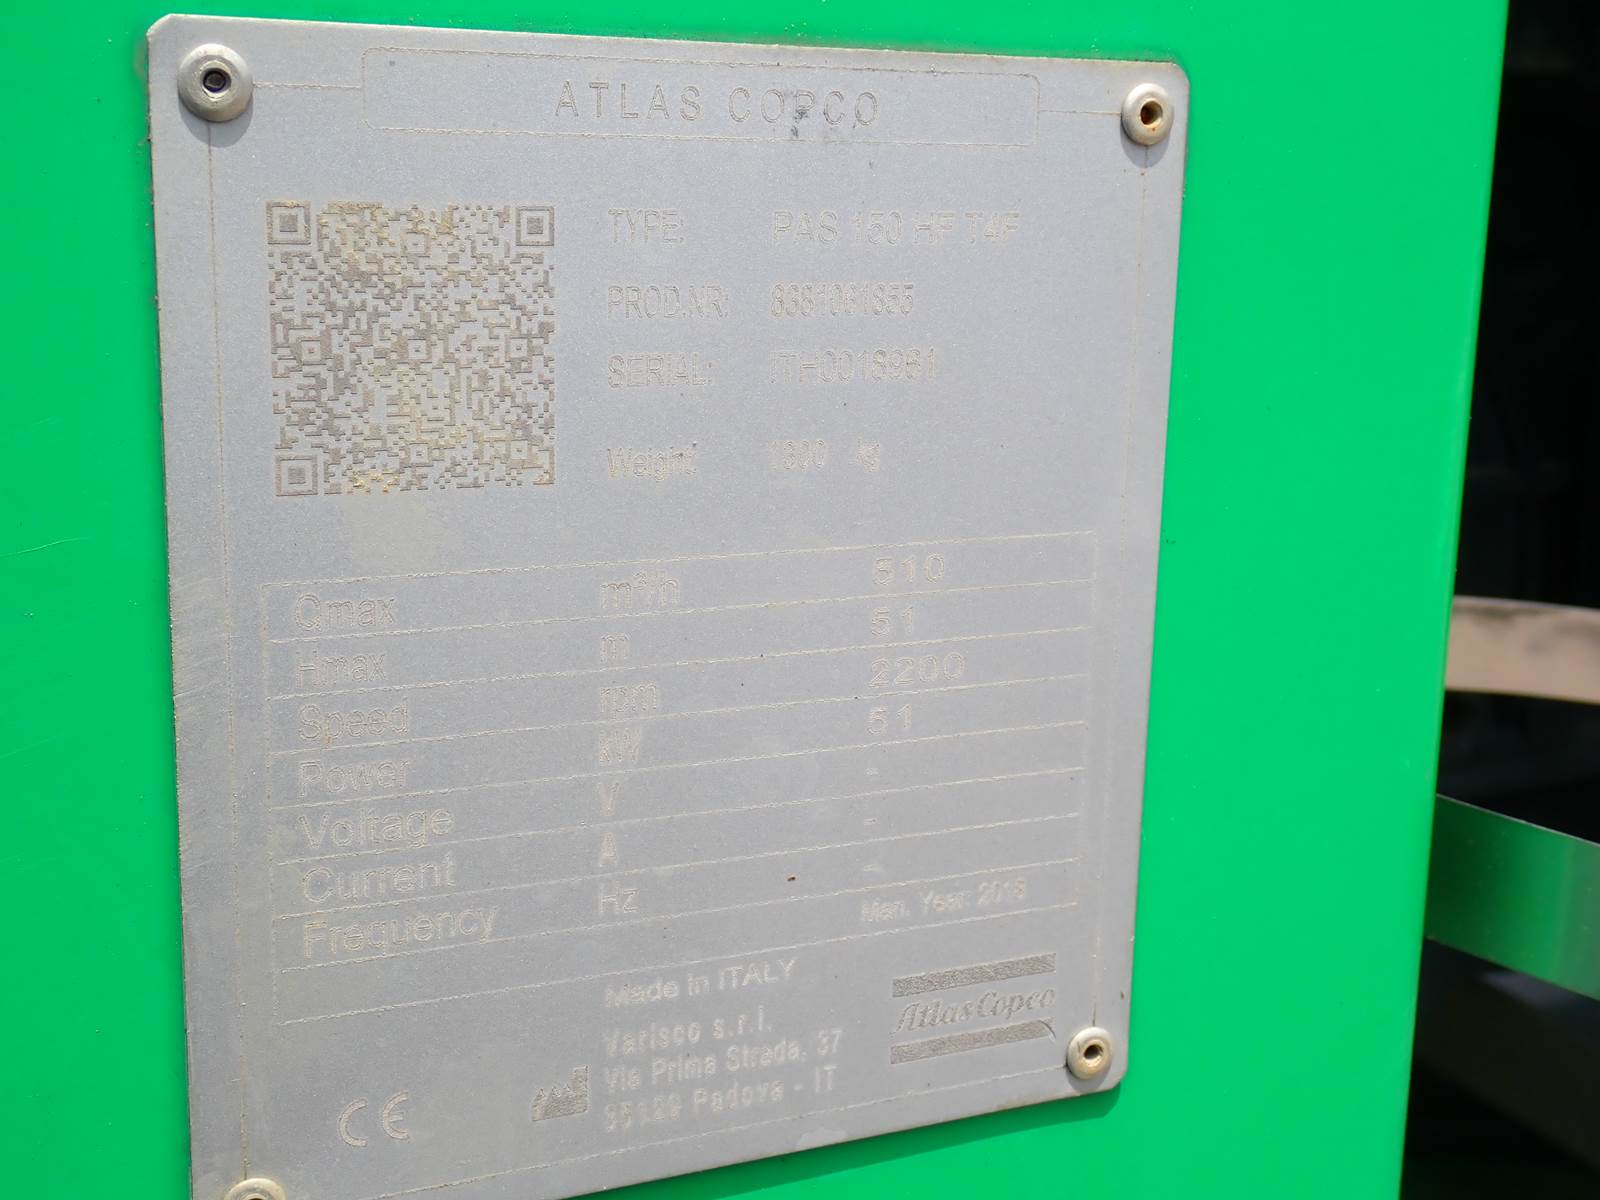 ATLAS COPCO
TYPE: PAS 150 HF T4F
PROD.NR:
SERIAL:
Weight: kg
Qmax m³/h 510
Hmax m 51
Speed rpm 2200
Power kW 51
Voltage V -
Current A -
Frequency Hz -
Man. Year:
Made in ITALY
Varisco s.r.l.
Via Prima Strada, 37
Padova - IT
Atlas Copco
CE